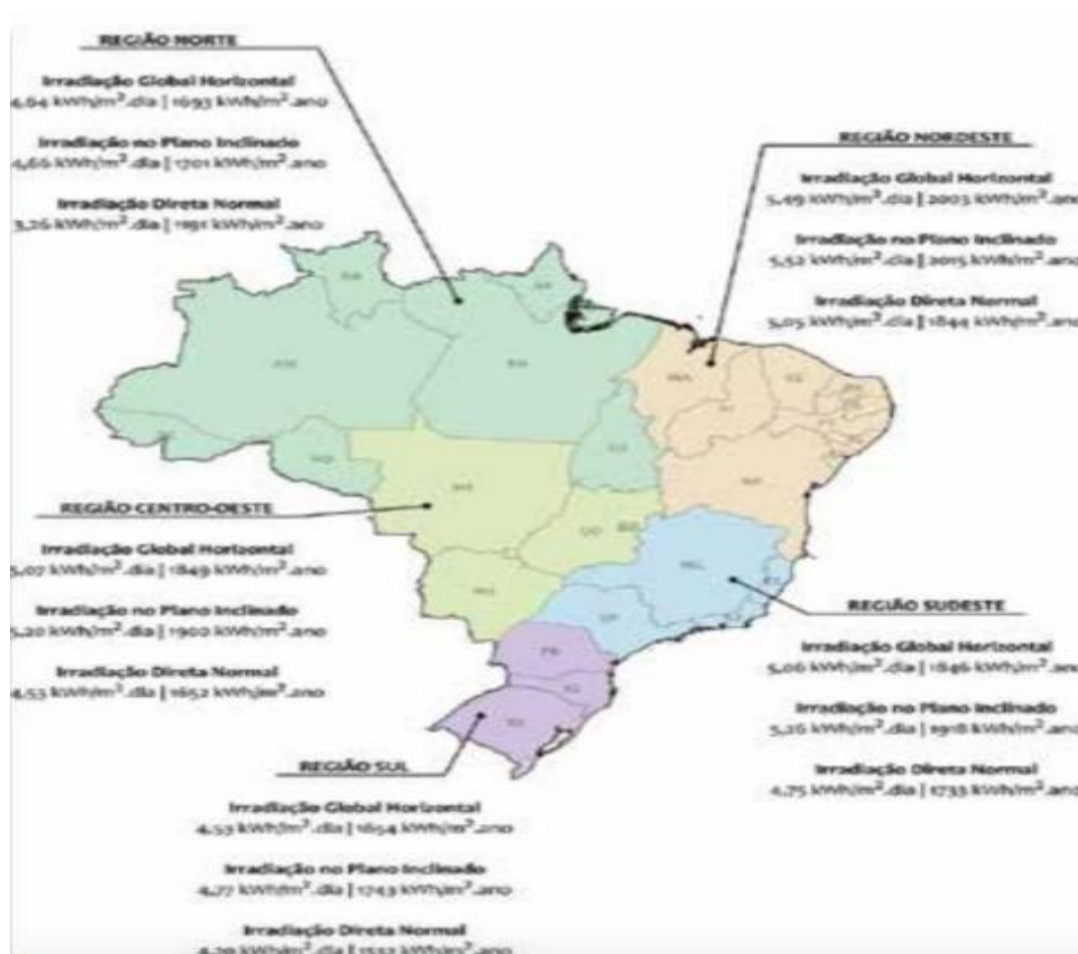 REGIÃO NORTE
Irradiação Global Horizontal
4,64 kWh/m².dia | 1693 kWh/m².ano
Irradiação no Plano Inclinado
4,66 kWh/m².dia | 1701 kWh/m².ano
Irradiação Direta Normal
3,26 kWh/m².dia | 1191 kWh/m².ano
REGIÃO NORDESTE
Irradiação Global Horizontal
5,49 kWh/m².dia | 2003 kWh/m².ano
Irradiação no Plano Inclinado
5,52 kWh/m².dia | 2015 kWh/m².ano
Irradiação Direta Normal
5,05 kWh/m².dia | 1844 kWh/m².ano
AM
PA
MA
REGIÃO CENTRO-OESTE
Irradiação Global Horizontal
5,07 kWh/m².dia | 1849 kWh/m².ano
Irradiação no Plano Inclinado
5,20 kWh/m².dia | 1900 kWh/m².ano
Irradiação Direta Normal
4,53 kWh/m².dia | 1652 kWh/m².ano
GO
PR
REGIÃO SUDESTE
Irradiação Global Horizontal
5,06 kWh/m².dia | 1846 kWh/m².ano
Irradiação no Plano Inclinado
5,26 kWh/m².dia | 1918 kWh/m².ano
Irradiação Direta Normal
4,75 kWh/m².dia | 1733 kWh/m².ano
REGIÃO SUL
Irradiação Global Horizontal
4,53 kWh/m².dia | 1654 kWh/m².ano
Irradiação no Plano Inclinado
4,77 kWh/m².dia | 1743 kWh/m².ano
Irradiação Direta Normal